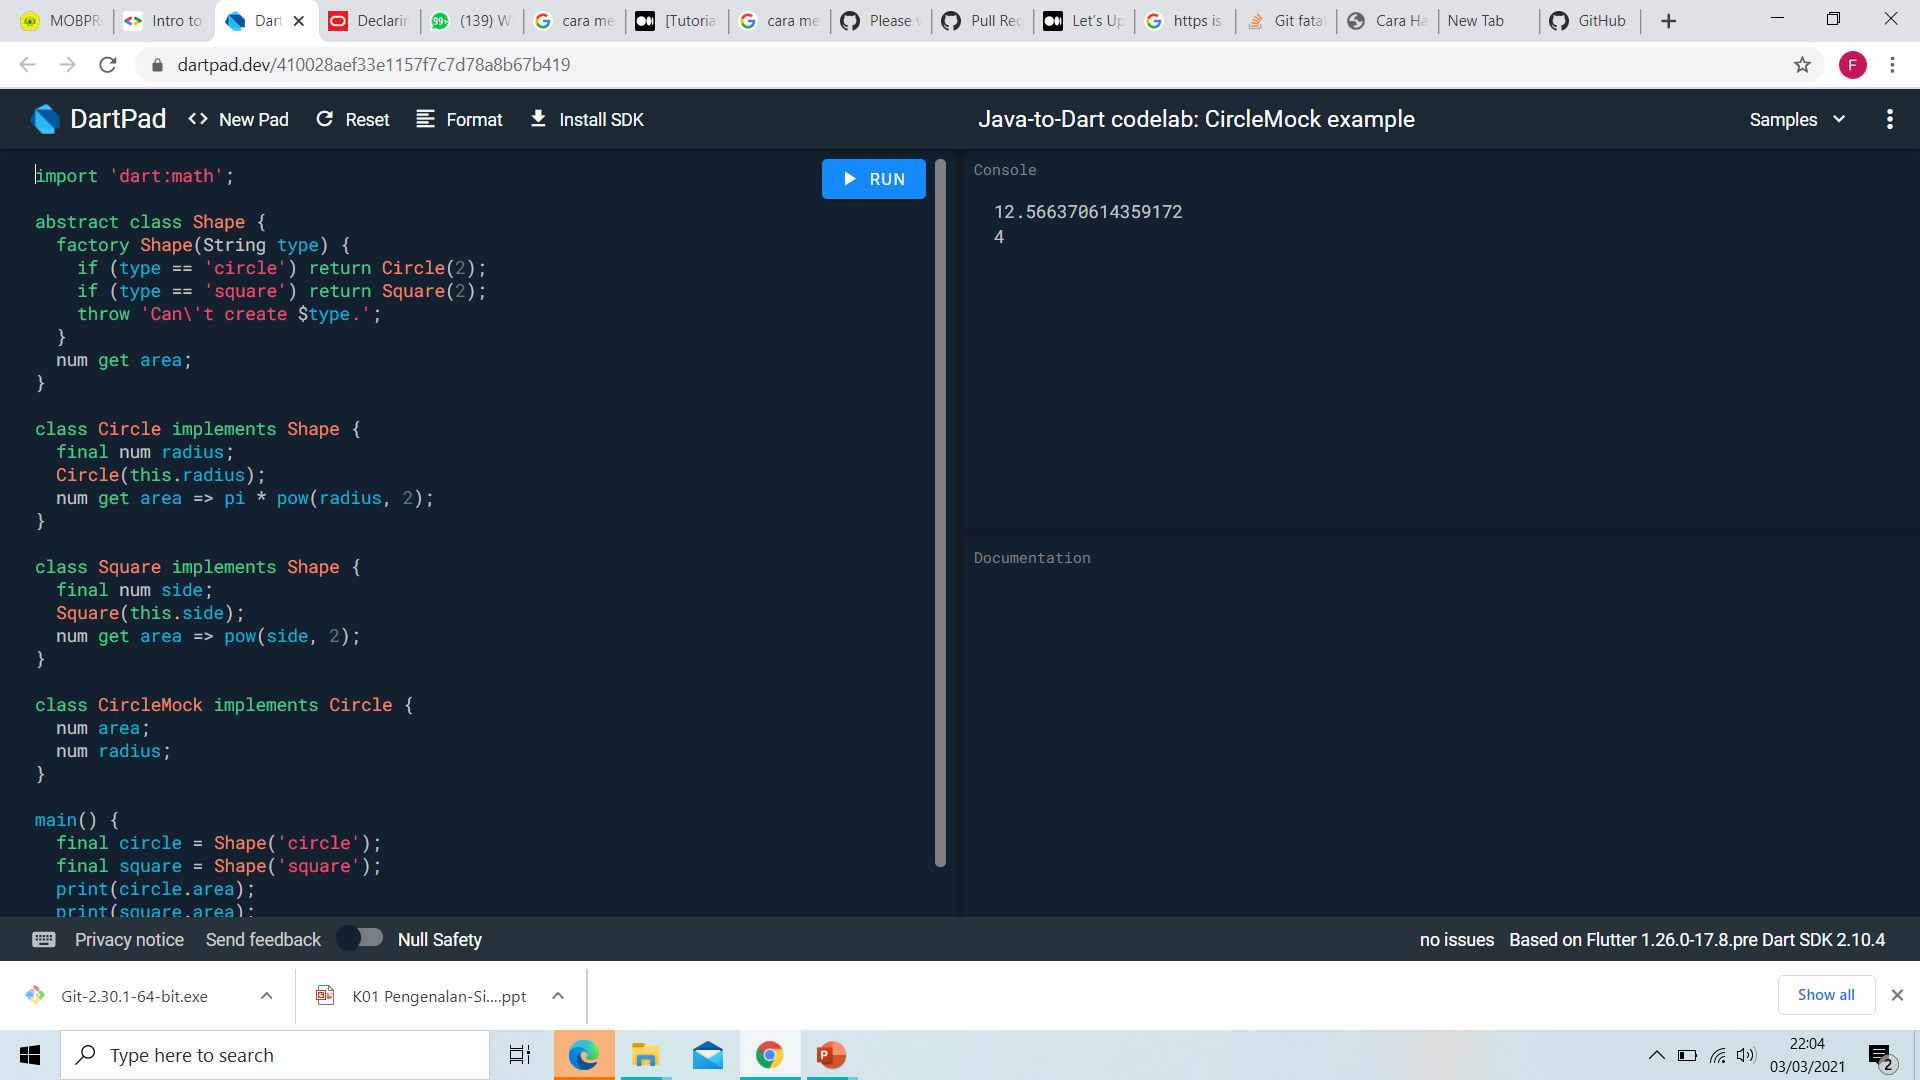 MOBPR
Intro to
Dart
Declarin
(139) W
cara me
[Tutoria
cara me
Please v
Pull Rec
Let's Up
https is
Git fatal
Cara Ha
New Tab
GitHub
dartpad.dev/410028aef33e1157f7c7d78a8b67b419
F
DartPad
<> New Pad
Reset
Format
Install SDK
Java-to-Dart codelab: CircleMock example
Samples
import 'dart:math';
RUN
abstract class Shape {
  factory Shape(String type) {
    if (type == 'circle') return Circle(2);
    if (type == 'square') return Square(2);
    throw 'Can\'t create $type.';
  }
  num get area;
}
class Circle implements Shape {
  final num radius;
  Circle(this.radius);
  num get area => pi * pow(radius, 2);
}
class Square implements Shape {
  final num side;
  Square(this.side);
  num get area => pow(side, 2);
}
class CircleMock implements Circle {
  num area;
  num radius;
}
main() {
  final circle = Shape('circle');
  final square = Shape('square');
  print(circle.area);
  print(square.area);
Console
12.566370614359172
4
Documentation
Privacy notice
Send feedback
Null Safety
no issues
Based on Flutter 1.26.0-17.8.pre Dart SDK 2.10.4
Git-2.30.1-64-bit.exe
K01 Pengenalan-Si....ppt
Show all
Type here to search
22:04
03/03/2021
2